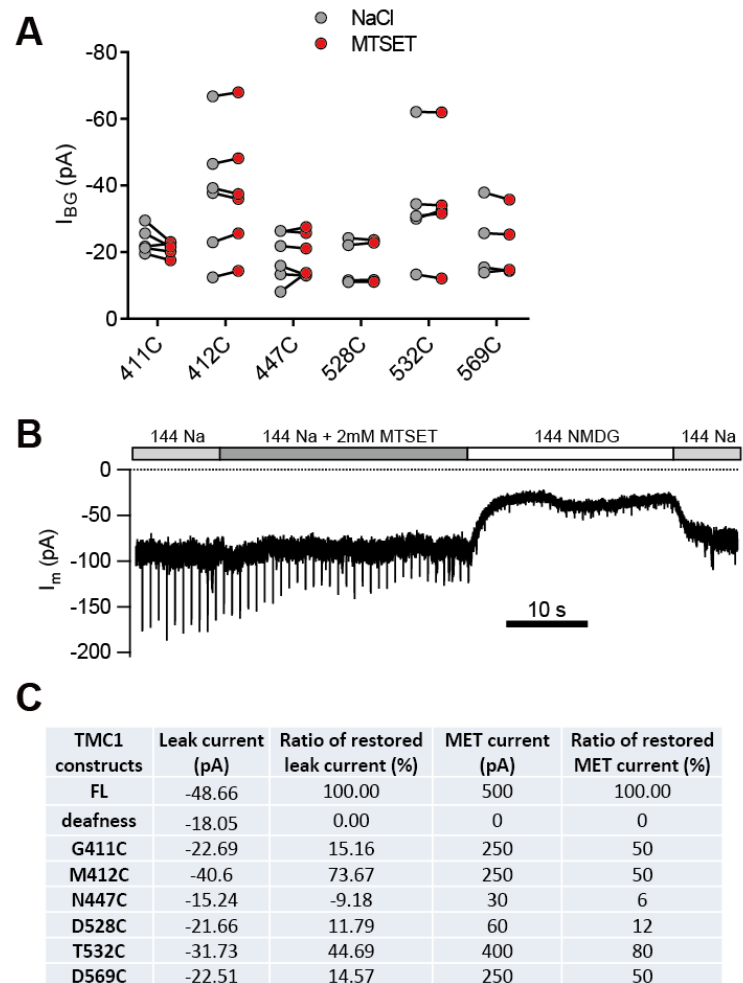 A
NaCl
MTSET
-80
-60
-40
-20
0
I_BG (pA)
411C 412C 447C 528C 532C 569C
B
144 Na 144 Na + 2mM MTSET 144 NMDG 144 Na
0
-50
-100
-150
-200
I_m (pA)
10 s
C
TMC1 constructs Leak current (pA) Ratio of restored leak current (%) MET current (pA) Ratio of restored MET current (%)
FL -48.66 100.00 500 100.00
deafness -18.05 0.00 0 0
G411C -22.69 15.16 250 50
M412C -40.6 73.67 250 50
N447C -15.24 -9.18 30 6
D528C -21.66 11.79 60 12
T532C -31.73 44.69 400 80
D569C -22.51 14.57 250 50